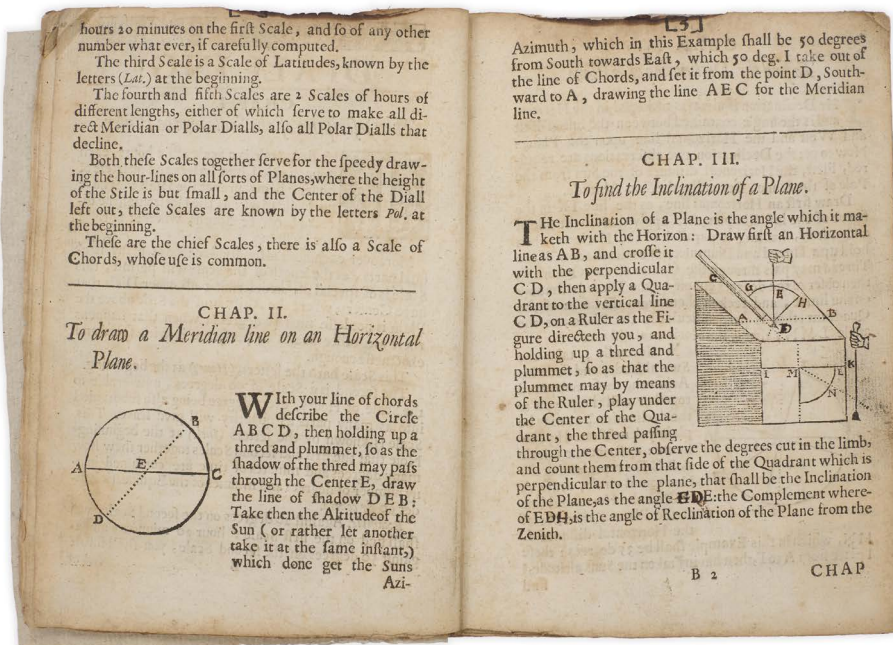 hours 20 minutes on the first Scale, and so of any other
number what ever, if carefully computed.
The third Scale is a Scale of Latitudes, known by the
letters (Lat.) at the beginning.
The fourth and fifth Scales are 2 Scales of hours of
different lengths, either of which serve to make all di-
rect Meridian or Polar Dialls, also all Polar Dialls that
decline.
Both these Scales together serve for the speedy draw-
ing the hour-lines on all sorts of Planes, where the height
of the Stile is but small, and the Center of the Diall
left out, these Scales are known by the letters Pol. at
the beginning.
These are the chief Scales, there is also a Scale of
Chords, whose use is common.
CHAP. II.
To draw a Meridian line on an Horizontal
Plane.
WIth your line of chords
describe the Circle
ABCD, then holding up a
thred and plummet, so as the
shadow of the thred may pass
through the Center E, draw
the line of shadow DEB:
Take then the Altitude of the
Sun (or rather let another
take it at the same instant,)
which done get the Suns
Azi-
A
B
C
D
E
[5]
Azimuth, which in this Example shall be 50 degrees
from South towards East, which 50 deg. I take out of
the line of Chords, and set it from the point D, South-
ward to A, drawing the line AEC for the Meridian
line.
CHAP. III.
To find the Inclination of a Plane.
THe Inclination of a Plane is the angle which it ma-
keth with the Horizon: Draw first an Horizontal
line as AB, and crosse it
with the perpendicular
CD, then apply a Qua-
drant to the vertical line
CD, on a Ruler as the Fi-
gure directeth you, and
holding up a thred and
plummet, so as that the
plummet may by means
of the Ruler, play under
the Center of the Qua-
drant, the thred passing
through the Center, observe the degrees cut in the limb,
and count them from that side of the Quadrant which is
perpendicular to the plane, that shall be the Inclination
of the Plane, as the angle GDE: the Complement where-
of EDH, is the angle of Reclination of the Plane from the
Zenith.
C
G
E
H
A
D
B
I
M
L
K
N
B 2
CHAP